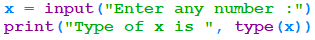 x = input("Enter any number :")
print("Type of x is ", type(x))